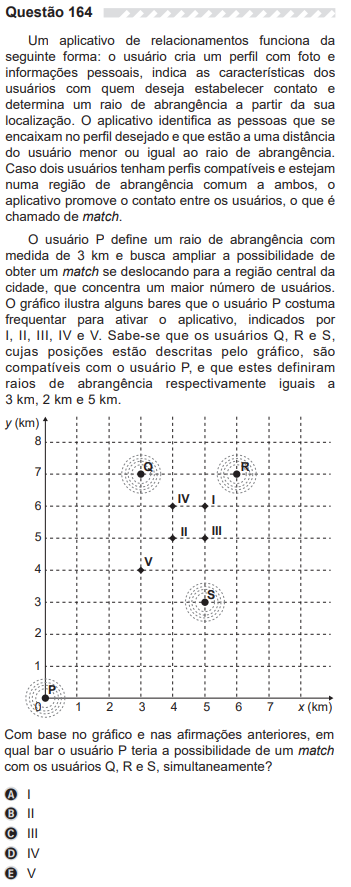 Questão 164
Um aplicativo de relacionamentos funciona da
seguinte forma: o usuário cria um perfil com foto e
informações pessoais, indica as características dos
usuários com quem deseja estabelecer contato e
determina um raio de abrangência a partir da sua
localização. O aplicativo identifica as pessoas que se
encaixam no perfil desejado e que estão a uma distância
do usuário menor ou igual ao raio de abrangência.
Caso dois usuários tenham perfis compatíveis e estejam
numa região de abrangência comum a ambos, o
aplicativo promove o contato entre os usuários, o que é
chamado de match.
O usuário P define um raio de abrangência com
medida de 3 km e busca ampliar a possibilidade de
obter um match se deslocando para a região central da
cidade, que concentra um maior número de usuários.
O gráfico ilustra alguns bares que o usuário P costuma
frequentar para ativar o aplicativo, indicados por
I, II, III, IV e V. Sabe-se que os usuários Q, R e S,
cujas posições estão descritas pelo gráfico, são
compatíveis com o usuário P, e que estes definiram
raios de abrangência respectivamente iguais a
3 km, 2 km e 5 km.
y (km)
8
7
Q
R
6
IV
I
5
II
III
4
V
3
S
2
1
P
0 1 2 3 4 5 6 7 x (km)
Com base no gráfico e nas afirmações anteriores, em
qual bar o usuário P teria a possibilidade de um match
com os usuários Q, R e S, simultaneamente?
A I
B II
C III
D IV
E V